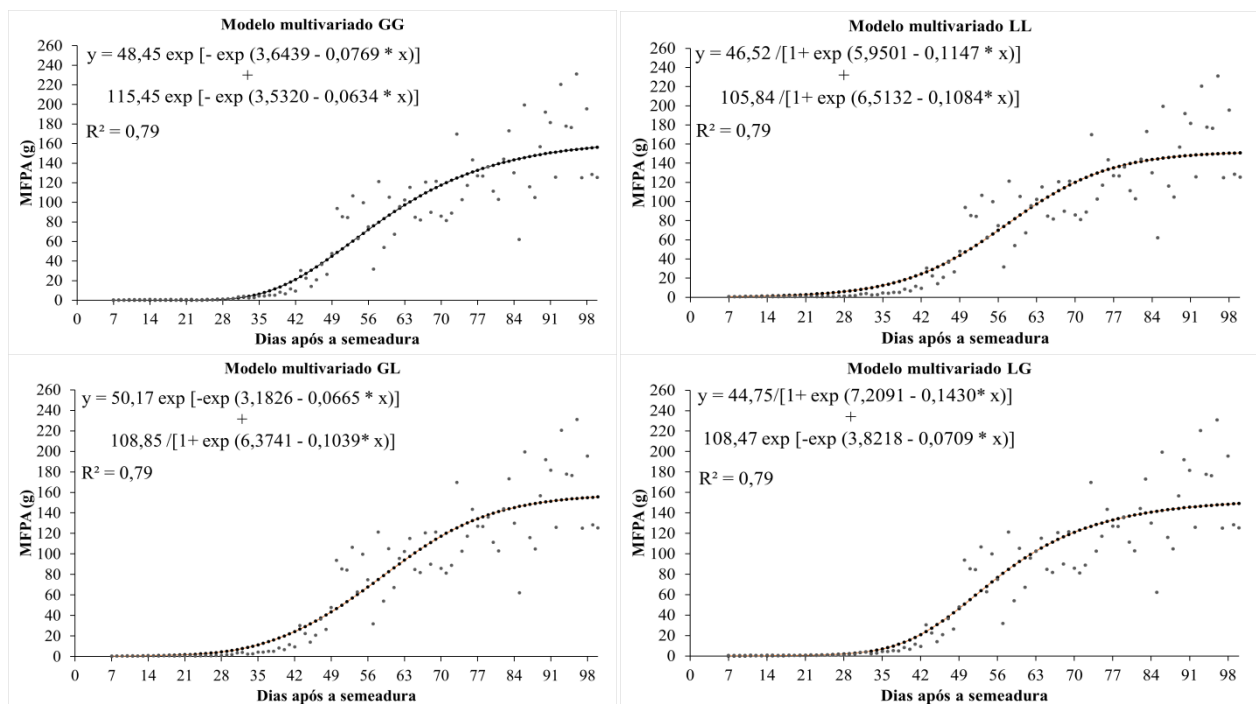 Modelo multivariado GG
y = 48,45 exp [- exp (3,6439 - 0,0769 * x)]
+
115,45 exp [- exp (3,5320 - 0,0634 * x)]
R² = 0,79
MFPA (g)
260
240
220
200
180
160
140
120
100
80
60
40
20
0
0 7 14 21 28 35 42 49 56 63 70 77 84 91 98
Dias após a semeadura
Modelo multivariado LL
y = 46,52 /[1+ exp (5,9501 - 0,1147 * x)]
+
105,84 /[1+ exp (6,5132 - 0,1084* x)]
R² = 0,79
MFPA (g)
260
240
220
200
180
160
140
120
100
80
60
40
20
0
0 7 14 21 28 35 42 49 56 63 70 77 84 91 98
Dias após a semeadura
Modelo multivariado GL
y = 50,17 exp [-exp (3,1826 - 0,0665 * x)]
+
108,85 /[1+ exp (6,3741 - 0,1039* x)]
R² = 0,79
MFPA (g)
260
240
220
200
180
160
140
120
100
80
60
40
20
0
0 7 14 21 28 35 42 49 56 63 70 77 84 91 98
Dias após a semeadura
Modelo multivariado LG
y = 44,75/[1+ exp (7,2091 - 0,1430* x)]
+
108,47 exp [-exp (3,8218 - 0,0709 * x)]
R² = 0,79
MFPA (g)
260
240
220
200
180
160
140
120
100
80
60
40
20
0
0 7 14 21 28 35 42 49 56 63 70 77 84 91 98
Dias após a semeadura